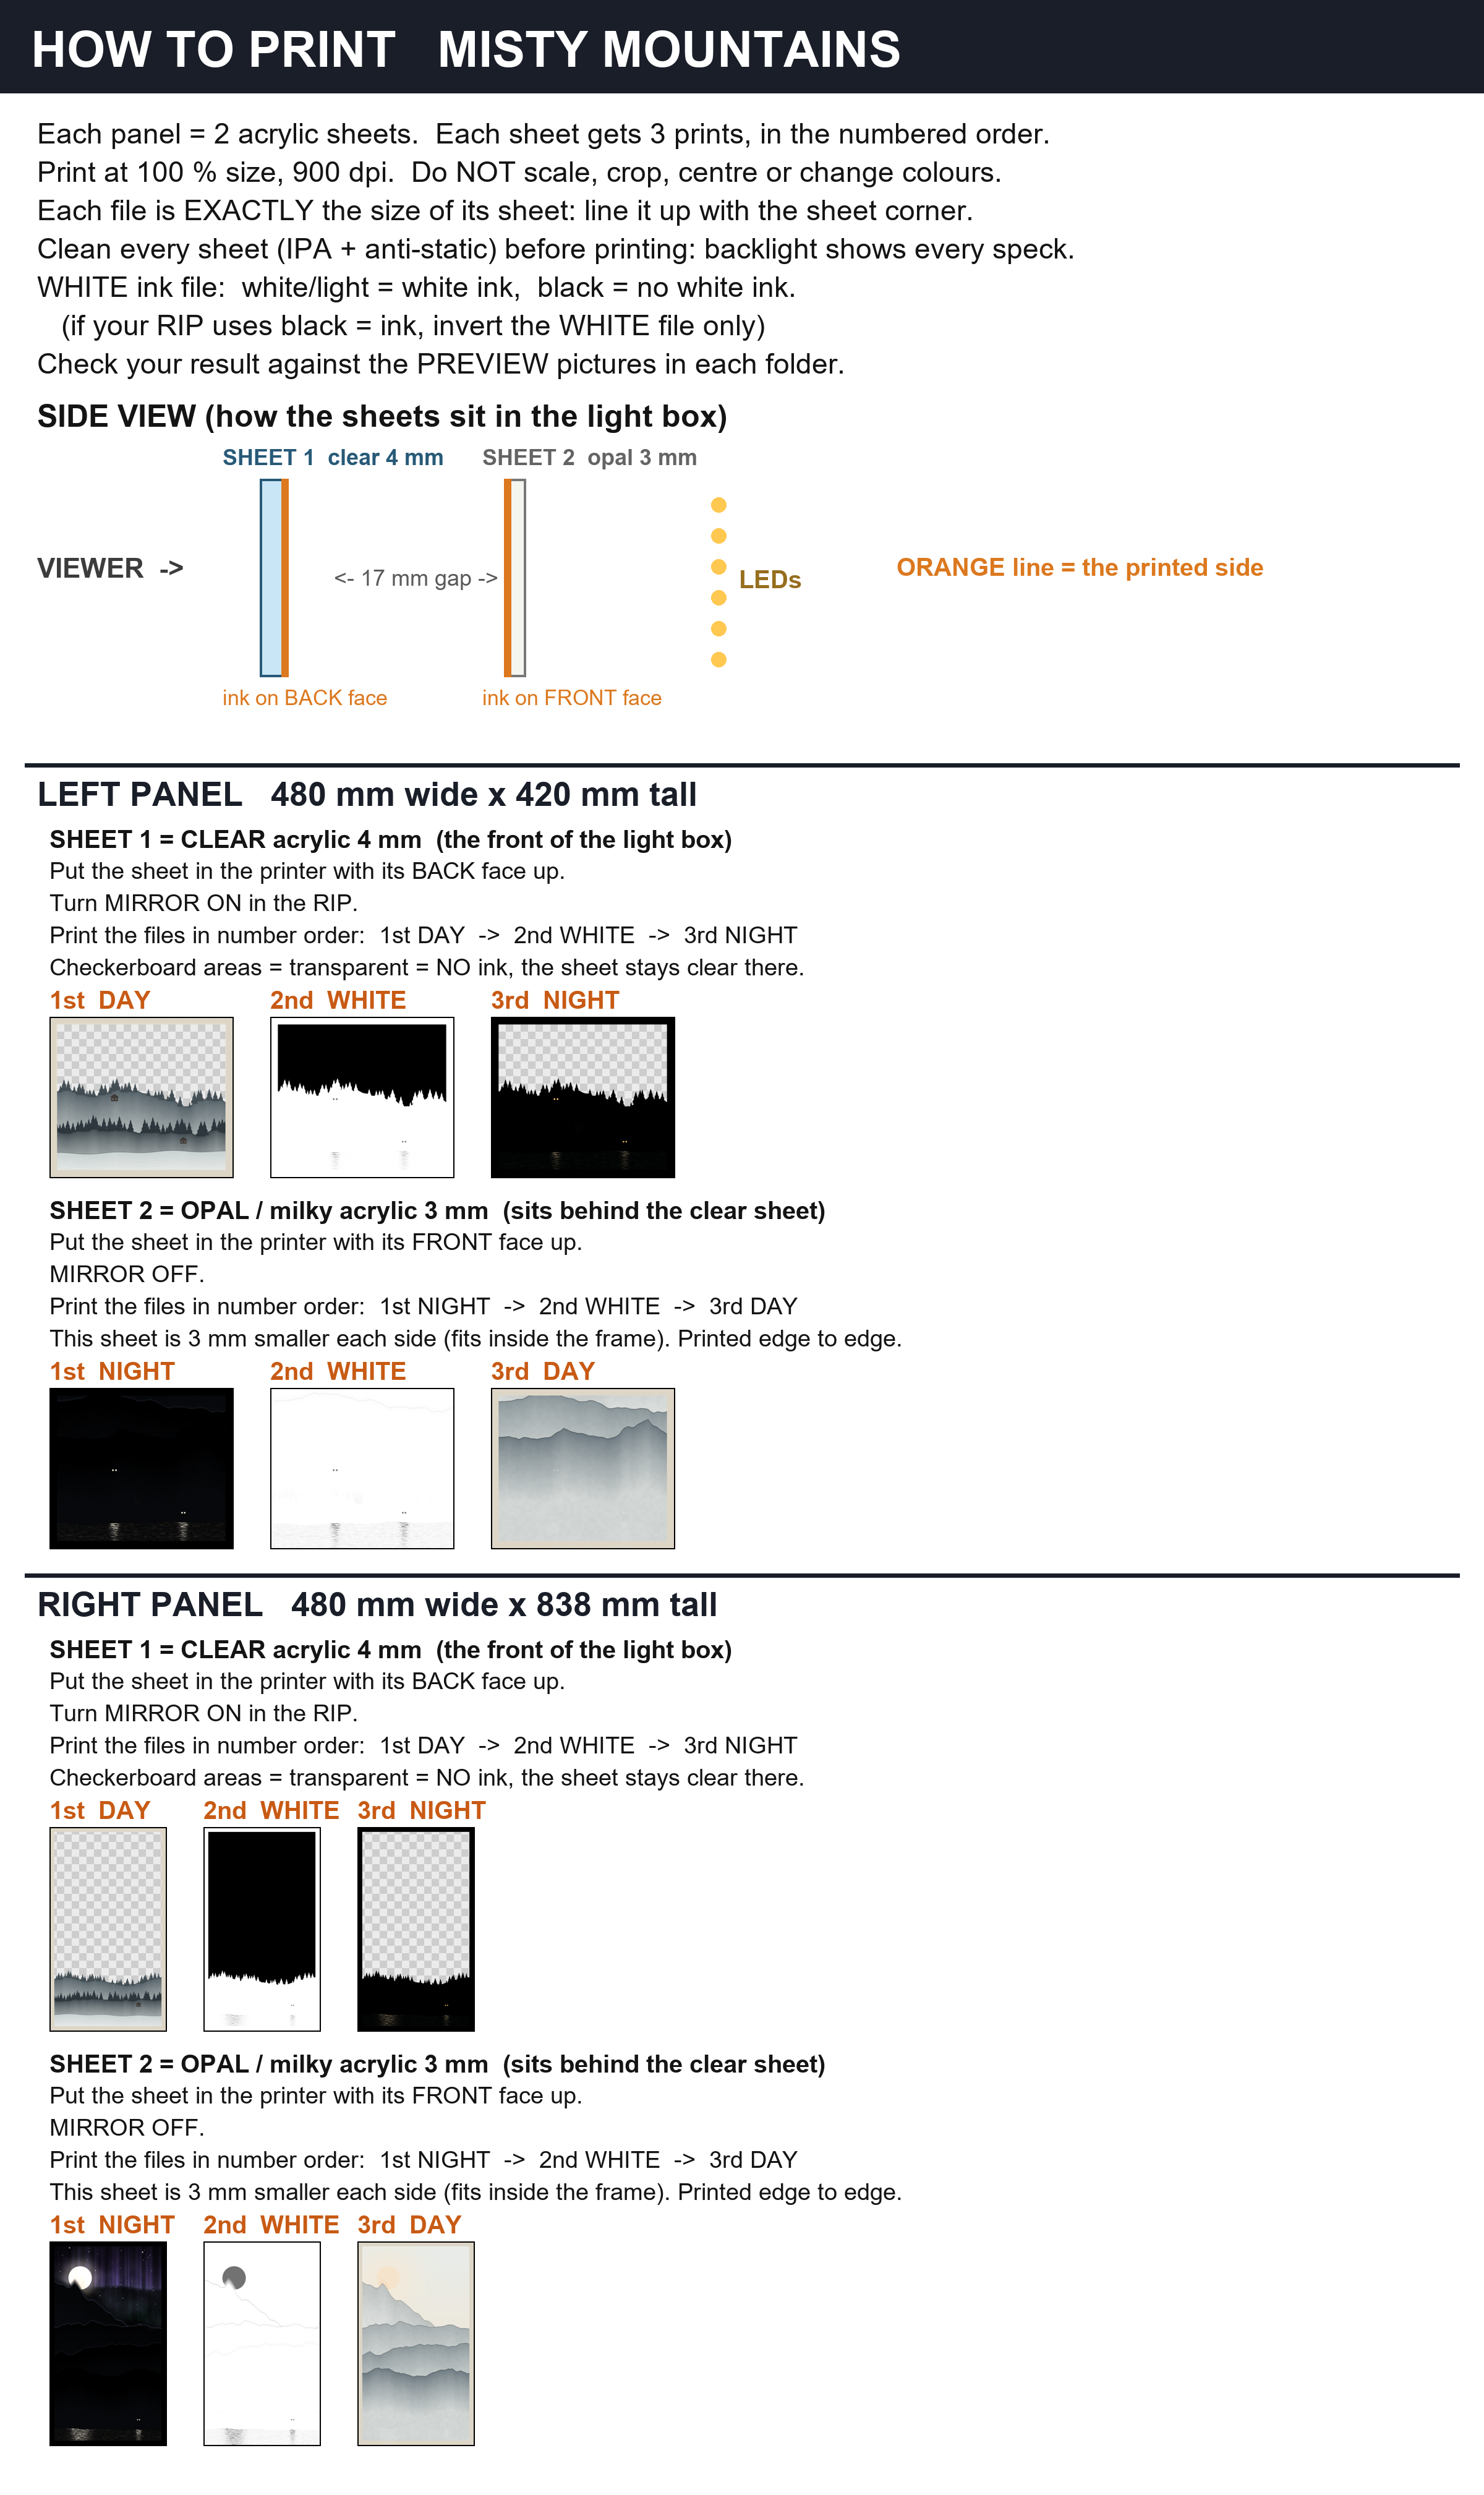 HOW TO PRINT   MISTY MOUNTAINS
Each panel = 2 acrylic sheets.  Each sheet gets 3 prints, in the numbered order.
Print at 100 % size, 900 dpi.  Do NOT scale, crop, centre or change colours.
Each file is EXACTLY the size of its sheet: line it up with the sheet corner.
Clean every sheet (IPA + anti-static) before printing: backlight shows every speck.
WHITE ink file:  white/light = white ink,  black = no white ink.
(if your RIP uses black = ink, invert the WHITE file only)
Check your result against the PREVIEW pictures in each folder.
SIDE VIEW (how the sheets sit in the light box)
SHEET 1  clear 4 mm   SHEET 2  opal 3 mm
VIEWER  ->   <- 17 mm gap ->   LEDs   ORANGE line = the printed side
ink on BACK face   ink on FRONT face
LEFT PANEL   480 mm wide x 420 mm tall
SHEET 1 = CLEAR acrylic 4 mm  (the front of the light box)
Put the sheet in the printer with its BACK face up.
Turn MIRROR ON in the RIP.
Print the files in number order:  1st DAY  ->  2nd WHITE  ->  3rd NIGHT
Checkerboard areas = transparent = NO ink, the sheet stays clear there.
1st  DAY   2nd  WHITE   3rd  NIGHT
SHEET 2 = OPAL / milky acrylic 3 mm  (sits behind the clear sheet)
Put the sheet in the printer with its FRONT face up.
MIRROR OFF.
Print the files in number order:  1st NIGHT  ->  2nd WHITE  ->  3rd DAY
This sheet is 3 mm smaller each side (fits inside the frame). Printed edge to edge.
1st  NIGHT   2nd  WHITE   3rd  DAY
RIGHT PANEL   480 mm wide x 838 mm tall
SHEET 1 = CLEAR acrylic 4 mm  (the front of the light box)
Put the sheet in the printer with its BACK face up.
Turn MIRROR ON in the RIP.
Print the files in number order:  1st DAY  ->  2nd WHITE  ->  3rd NIGHT
Checkerboard areas = transparent = NO ink, the sheet stays clear there.
1st  DAY   2nd  WHITE   3rd  NIGHT
SHEET 2 = OPAL / milky acrylic 3 mm  (sits behind the clear sheet)
Put the sheet in the printer with its FRONT face up.
MIRROR OFF.
Print the files in number order:  1st NIGHT  ->  2nd WHITE  ->  3rd DAY
This sheet is 3 mm smaller each side (fits inside the frame). Printed edge to edge.
1st  NIGHT   2nd  WHITE   3rd  DAY